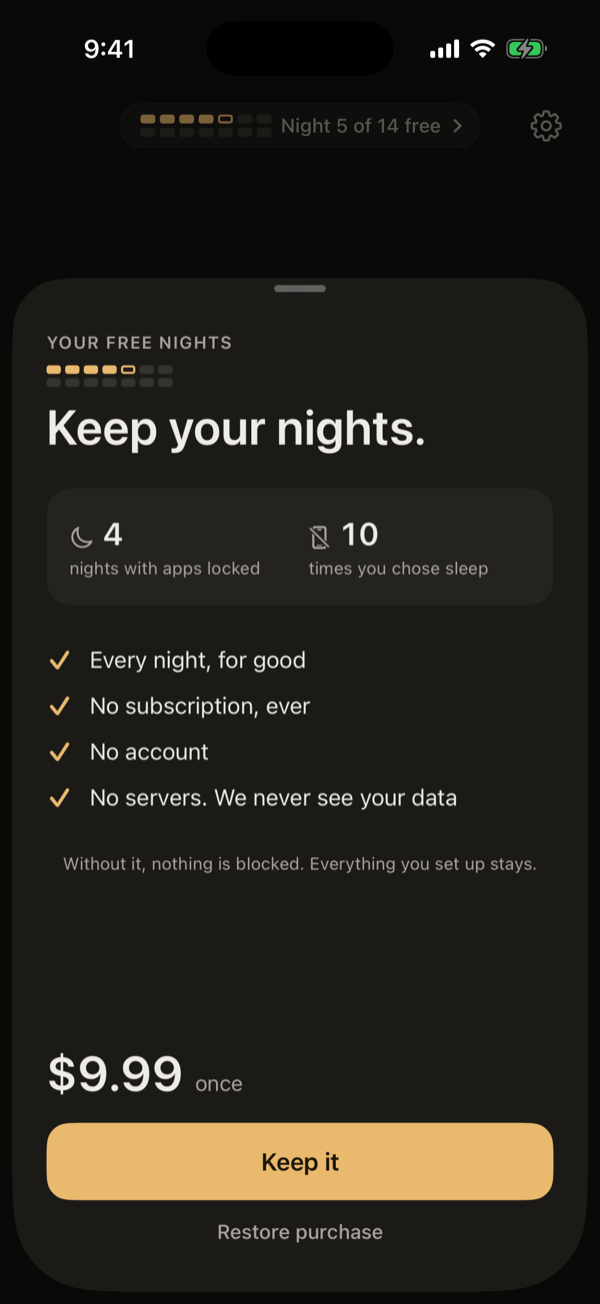 9:41
Night 5 of 14 free
YOUR FREE NIGHTS
Keep your nights.
4
nights with apps locked
10
times you chose sleep
Every night, for good
No subscription, ever
No account
No servers. We never see your data
Without it, nothing is blocked. Everything you set up stays.
$9.99 once
Keep it
Restore purchase